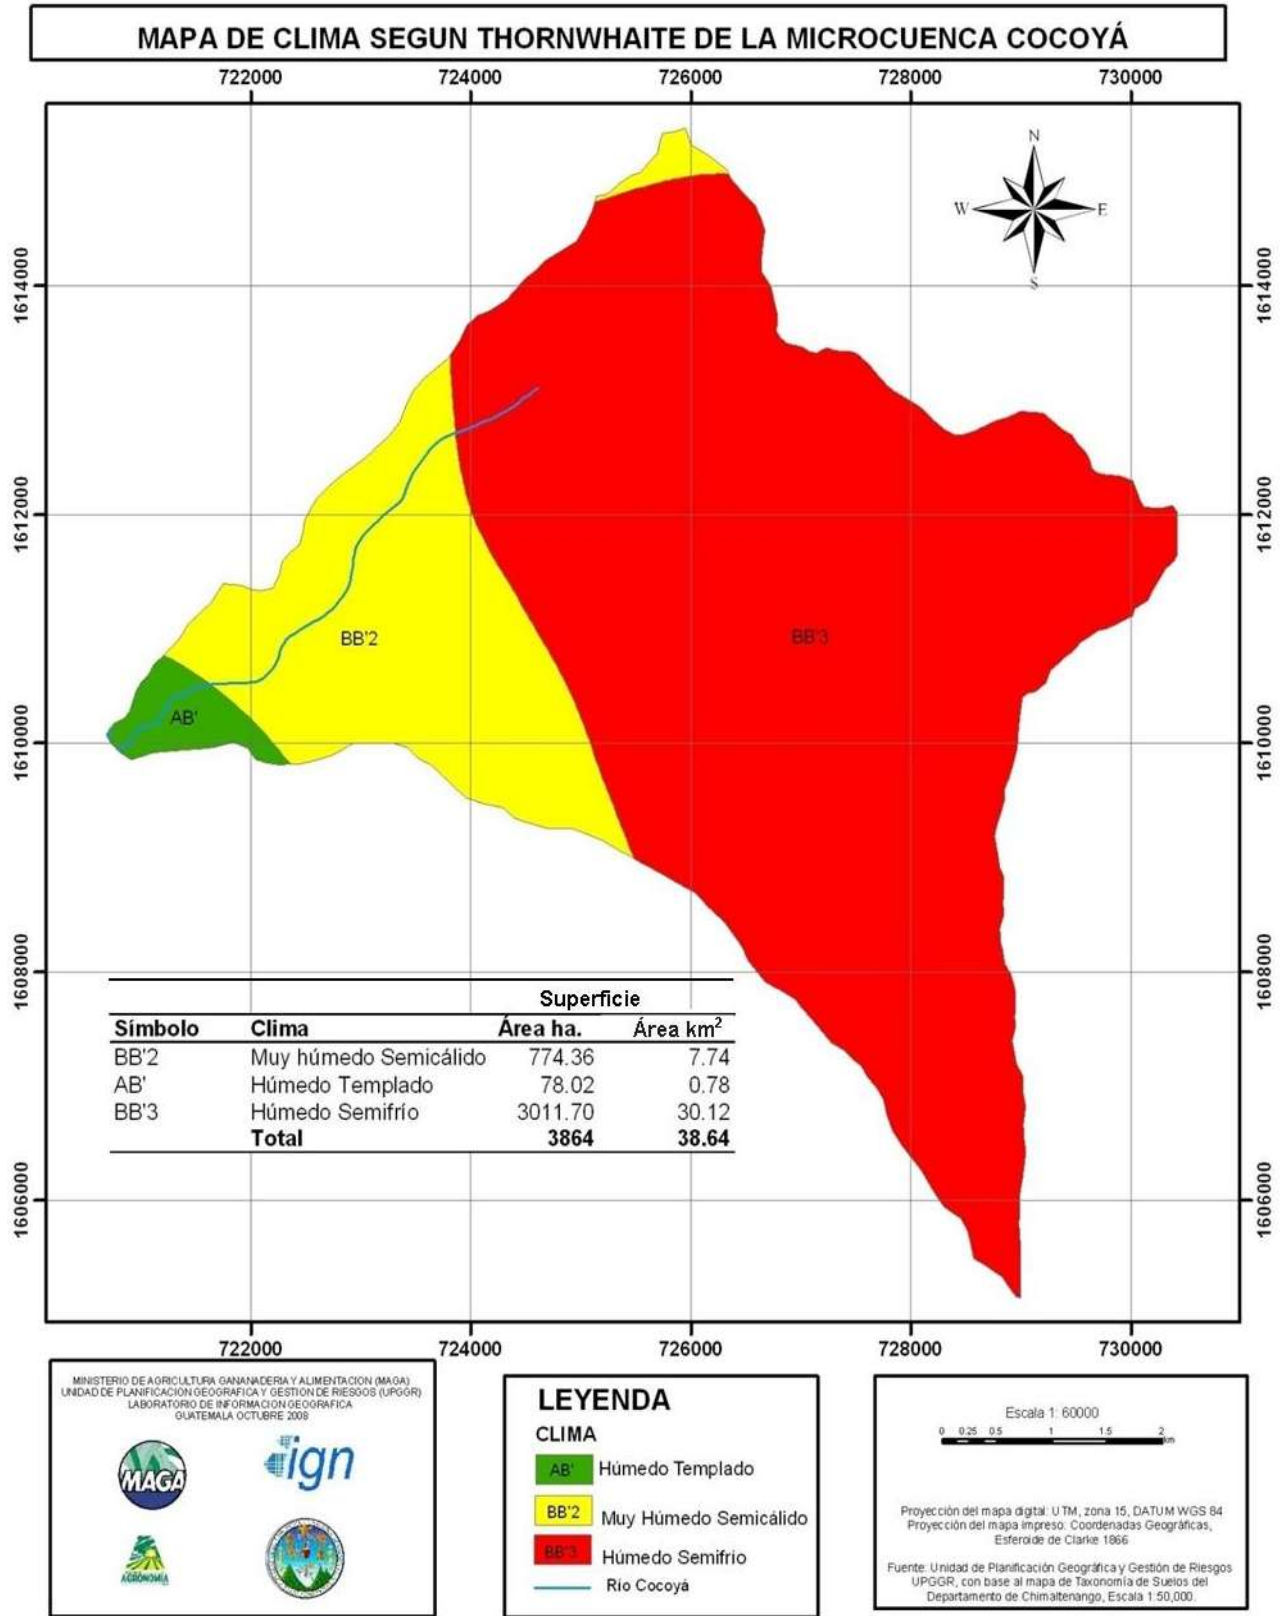 MAPA DE CLIMA SEGUN THORNWHAITE DE LA MICROCUENCA COCOYÁ
722000 724000 726000 728000 730000
N
W E
S
1614000 1614000
1612000 1612000
BB'2 BB'3
AB'
1610000 1610000
1608000 1608000
Superficie
Símbolo Clima Área ha. Área km²
BB'2 Muy húmedo Semicálido 774.36 7.74
AB' Húmedo Templado 78.02 0.78
BB'3 Húmedo Semifrío 3011.70 30.12
Total 3864 38.64
1606000 1606000
722000 724000 726000 728000 730000
MINISTERIO DE AGRICULTURA GANANADERIA Y ALIMENTACION (MAGA)
UNIDAD DE PLANIFICACION GEOGRAFICA Y GESTION DE RIESGOS (UPGGR)
LABORATORIO DE INFORMACION GEOGRAFICA
GUATEMALA OCTUBRE 2008
MAGA
ign
AGRONOMÍA
LEYENDA
CLIMA
AB' Húmedo Templado
BB'2 Muy Húmedo Semicálido
BB'3 Húmedo Semifrío
Río Cocoyá
Escala 1: 60000
0 0.25 0.5 1 1.5 2
km
Proyección del mapa digital: UTM, zona 15, DATUM WGS 84
Proyección del mapa impreso: Coordenadas Geográficas,
Esferoide de Clarke 1866
Fuente: Unidad de Planificación Geográfica y Gestión de Riesgos
UPGGR, con base al mapa de Taxonomía de Suelos del
Departamento de Chimaltenango, Escala 1:50,000.